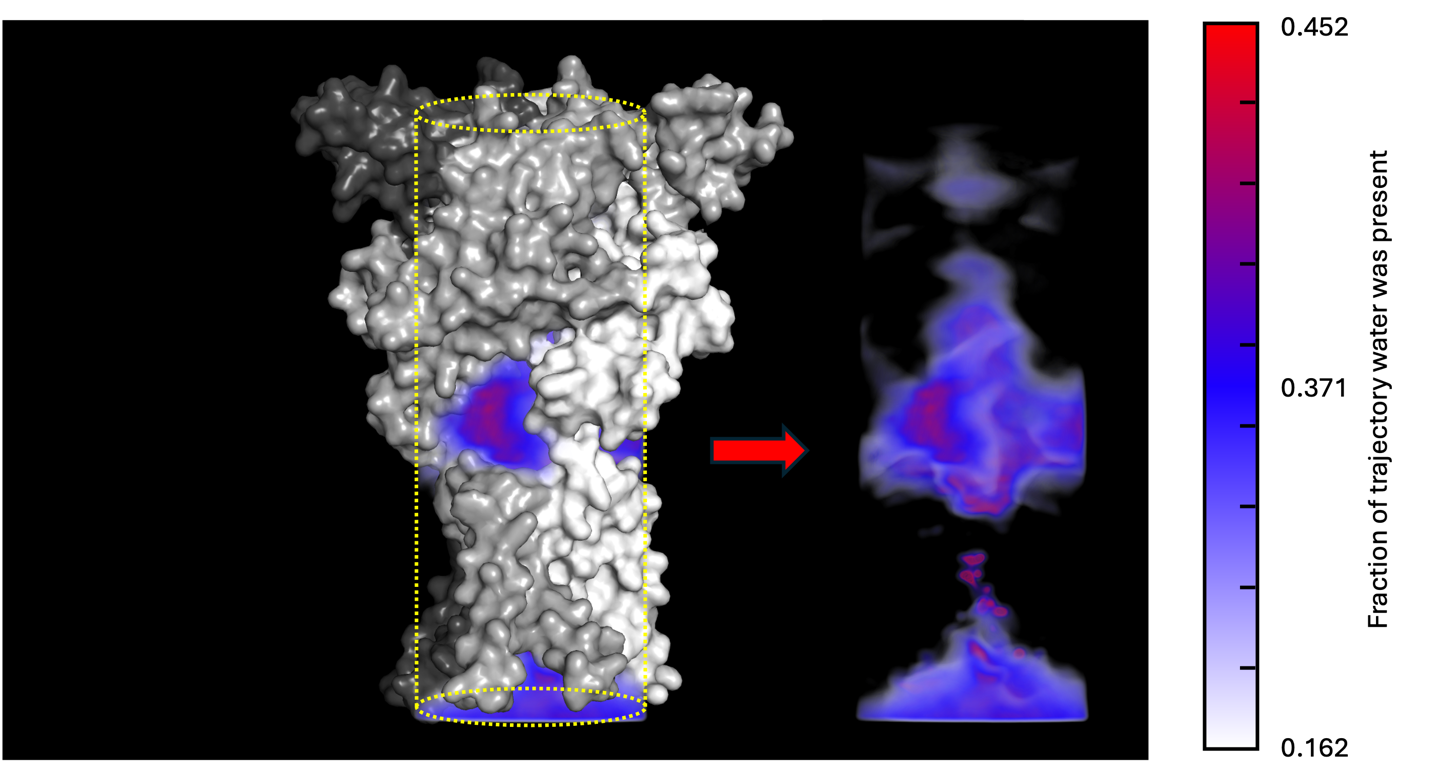 0.452
0.371
0.162
Fraction of trajectory water was present